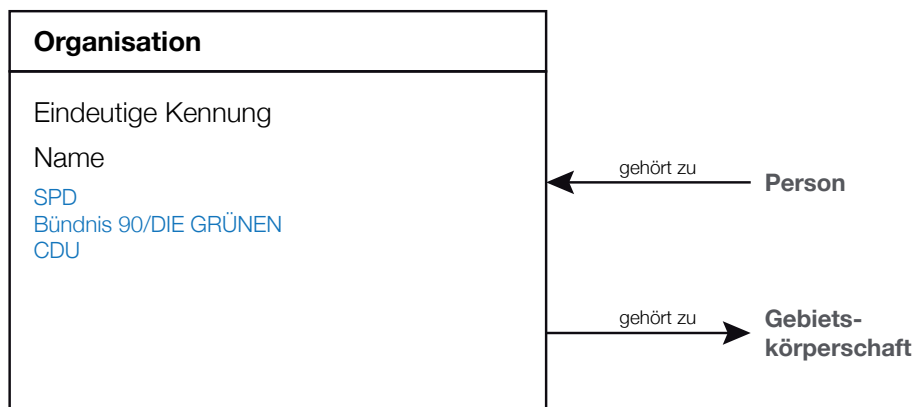 Organisation
Eindeutige Kennung
Name
SPD
Bündnis 90/DIE GRÜNEN
CDU
gehört zu
Person
gehört zu
Gebiets-
körperschaft